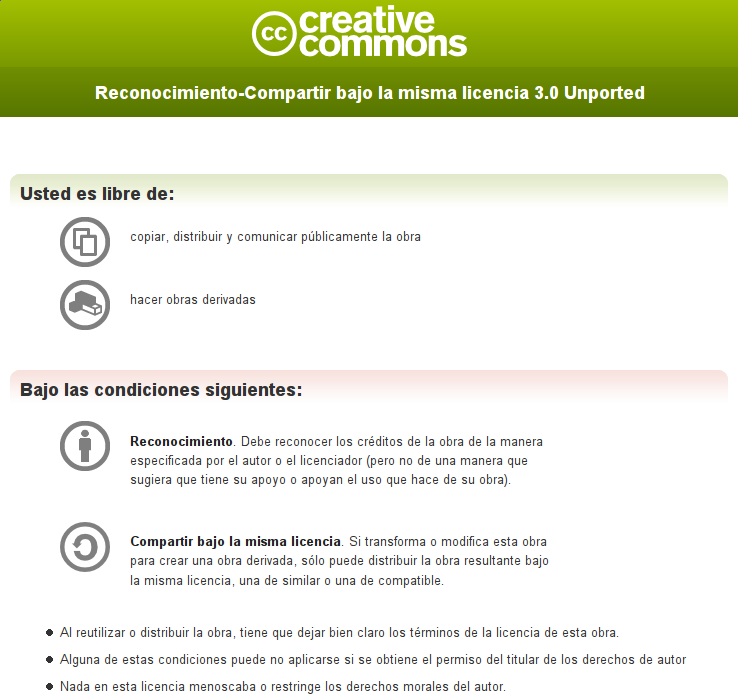 cc creative
commons
Reconocimiento-Compartir bajo la misma licencia 3.0 Unported
Usted es libre de:
copiar, distribuir y comunicar públicamente la obra
hacer obras derivadas
Bajo las condiciones siguientes:
Reconocimiento. Debe reconocer los créditos de la obra de la manera
especificada por el autor o el licenciador (pero no de una manera que
sugiera que tiene su apoyo o apoyan el uso que hace de su obra).
Compartir bajo la misma licencia. Si transforma o modifica esta obra
para crear una obra derivada, sólo puede distribuir la obra resultante bajo
la misma licencia, una de similar o una de compatible.
Al reutilizar o distribuir la obra, tiene que dejar bien claro los términos de la licencia de esta obra.
Alguna de estas condiciones puede no aplicarse si se obtiene el permiso del titular de los derechos de autor
Nada en esta licencia menoscaba o restringe los derechos morales del autor.